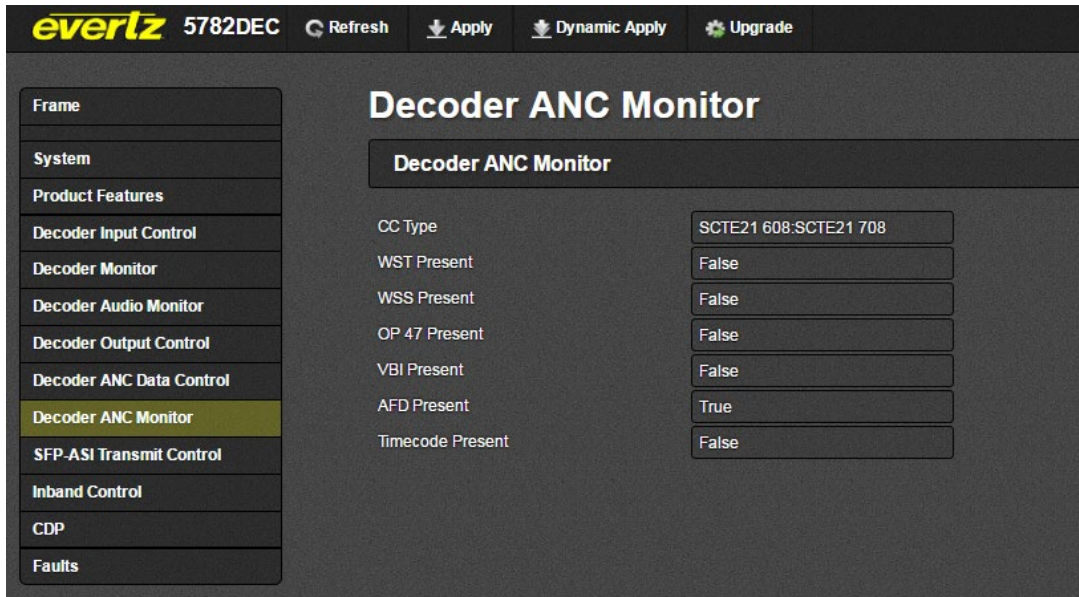 evertz 5782DEC Refresh Apply Dynamic Apply Upgrade
Frame
System
Product Features
Decoder Input Control
Decoder Monitor
Decoder Audio Monitor
Decoder Output Control
Decoder ANC Data Control
Decoder ANC Monitor
SFP-ASI Transmit Control
Inband Control
CDP
Faults
Decoder ANC Monitor
Decoder ANC Monitor
CC Type SCTE21 608:SCTE21 708
WST Present False
WSS Present False
OP 47 Present False
VBI Present False
AFD Present True
Timecode Present False